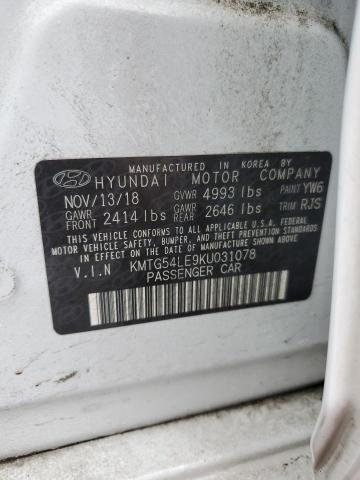 MANUFACTURED IN KOREA BY
HYUNDAI MOTOR COMPANY
NOV/13/18 GVWR 4993 lbs PAINT YW6
GAWR FRONT 2414 lbs GAWR REAR 2646 lbs TRIM RJS
THIS VEHICLE CONFORMS TO ALL APPLICABLE U.S.A. FEDERAL
MOTOR VEHICLE SAFETY, BUMPER, AND THEFT PREVENTION STANDARDS
IN EFFECT ON THE DATE OF MANUFACTURE SHOWN ABOVE.
V.I.N KMTG54LE9KU031078
PASSENGER CAR